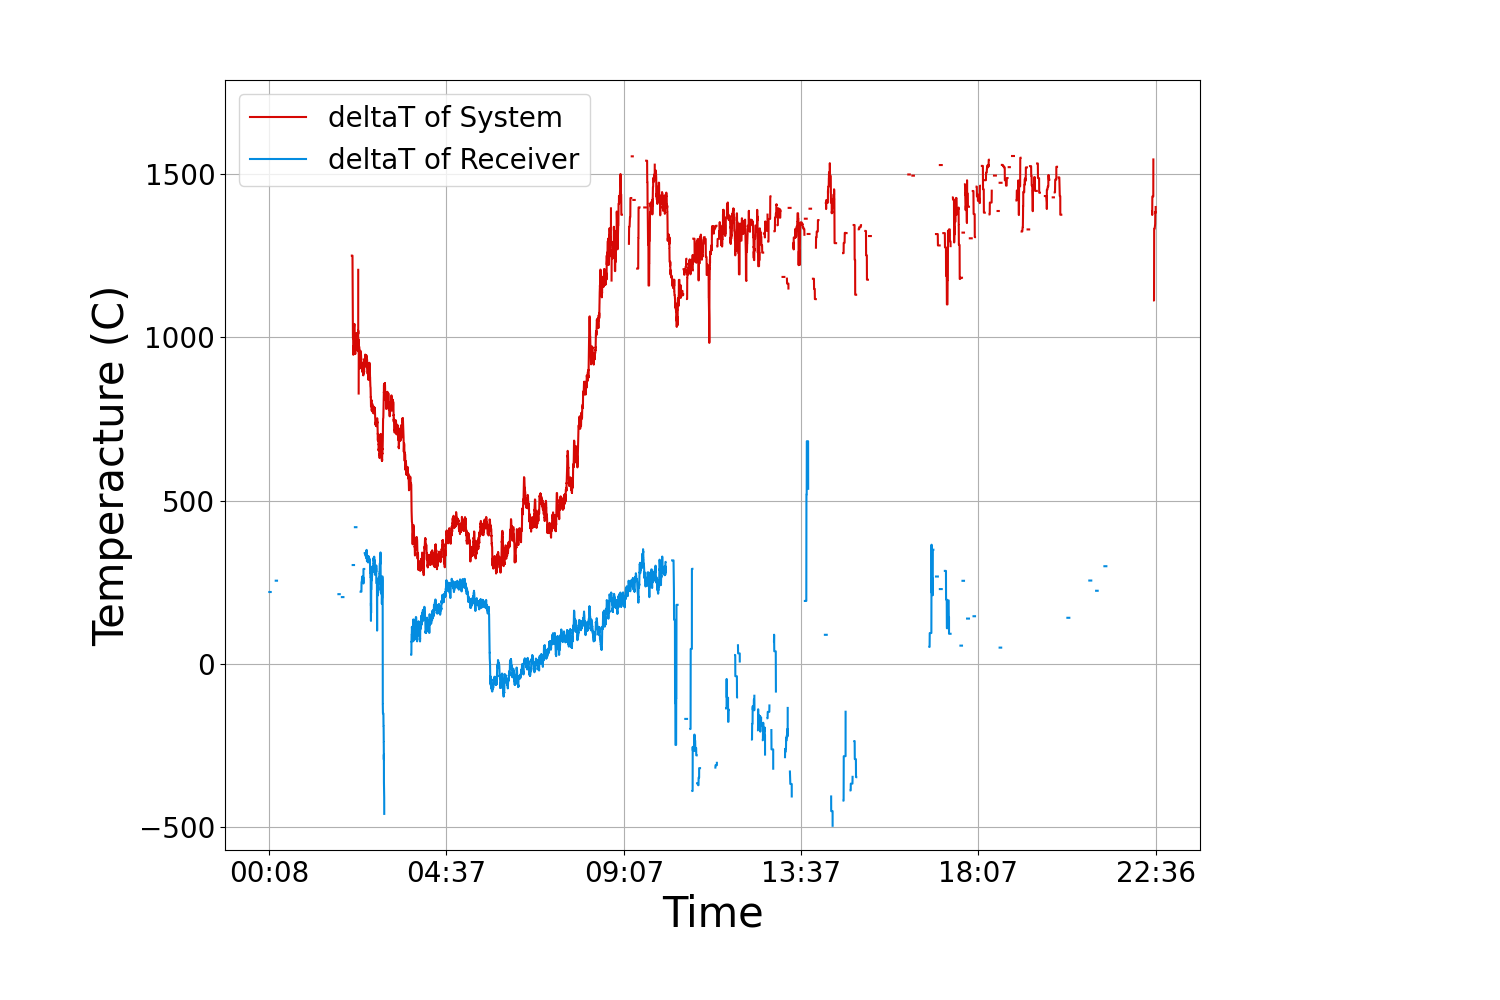 deltaT of System
deltaT of Receiver
1500
1000
500
0
−500
Temperacture (C)
00:08 04:37 09:07 13:37 18:07 22:36
Time